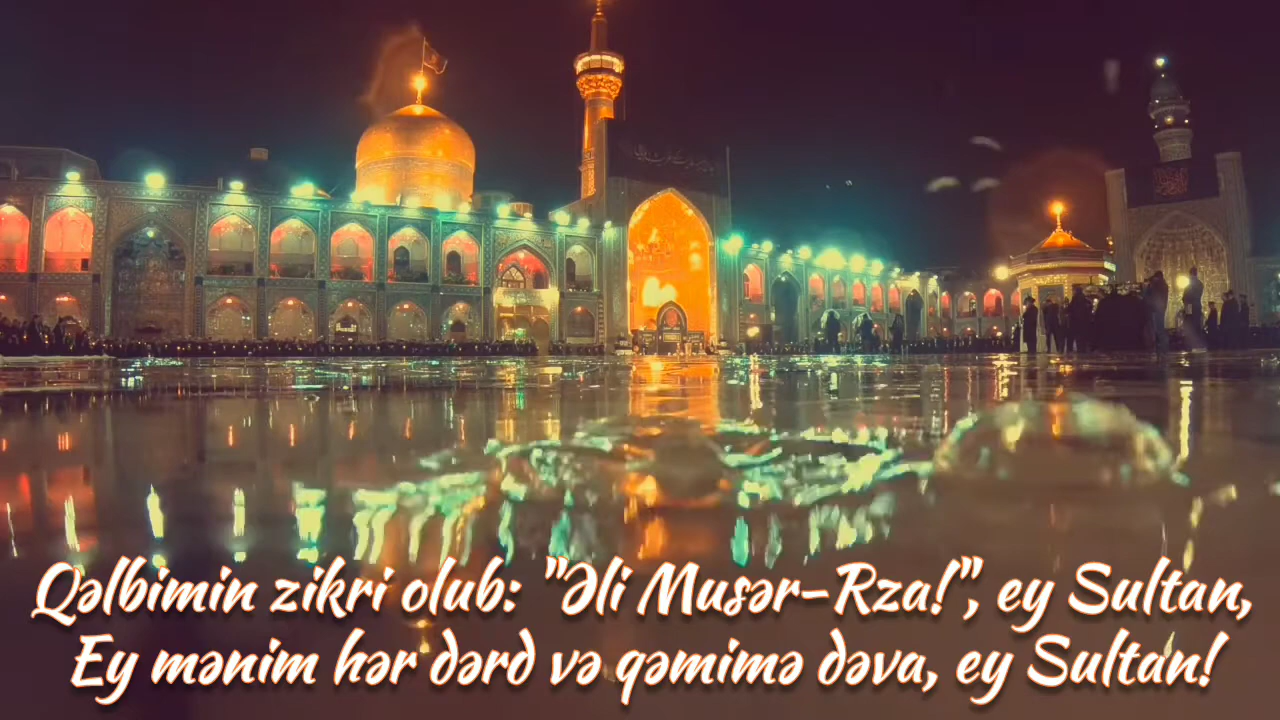 Qəlbimin zikri olub: "Əli Musər-Rza!", ey Sultan,
Ey mənim hər dərd və qəmimə dəva, ey Sultan!